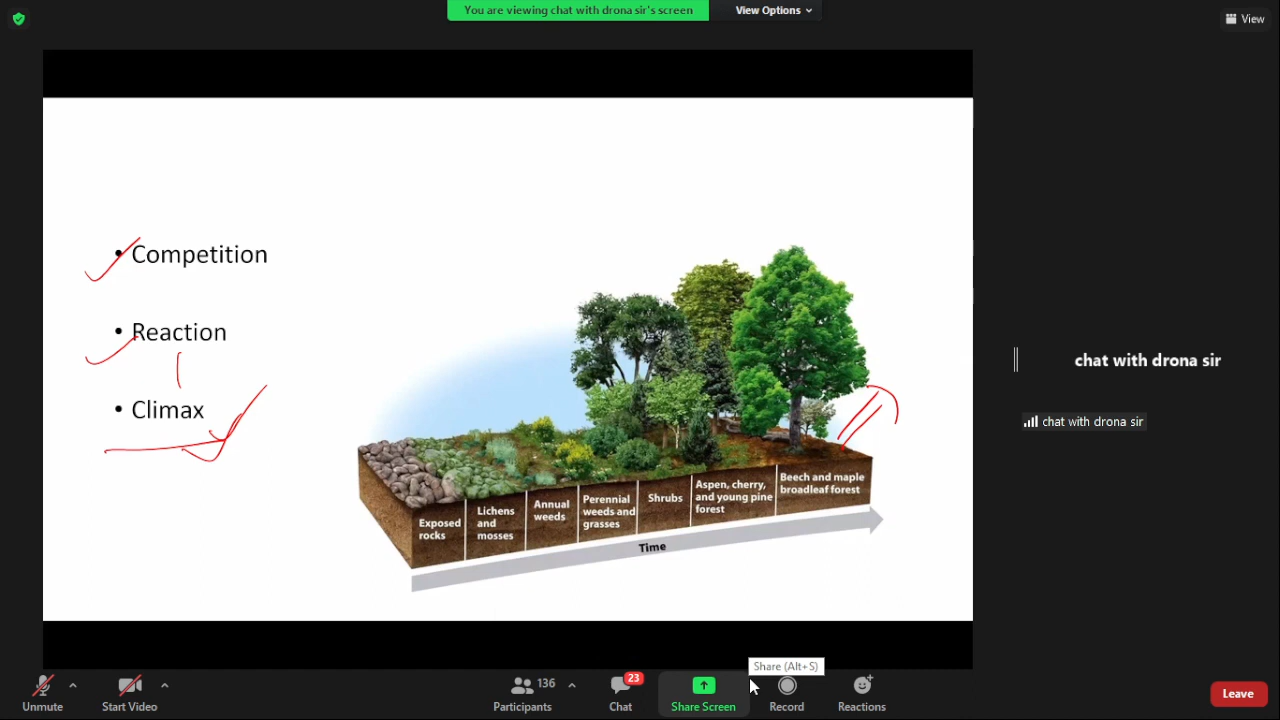 You are viewing chat with drona sir's screen
View Options
View
• Competition
• Reaction
• Climax
Exposed
rocks
Lichens
and
mosses
Annual
weeds
Perennial
weeds and
grasses
Shrubs
Aspen, cherry,
and young pine
forest
Beech and maple
broadleaf forest
Time
chat with drona sir
chat with drona sir
Share (Alt+S)
Unmute
Start Video
136
Participants
23
Chat
Share Screen
Record
Reactions
Leave